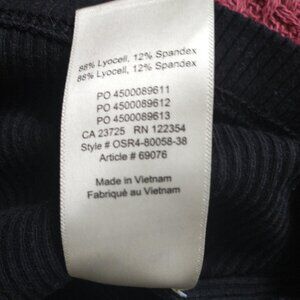 88% Lyocell, 12% Spandex
88% Lyocell, 12% Spandex
PO 4500089611
PO 4500089612
PO 4500089613
CA 23725 RN 122354
Style # OSR4-80058-38
Article # 69076
Made in Vietnam
Fabriqué au Vietnam